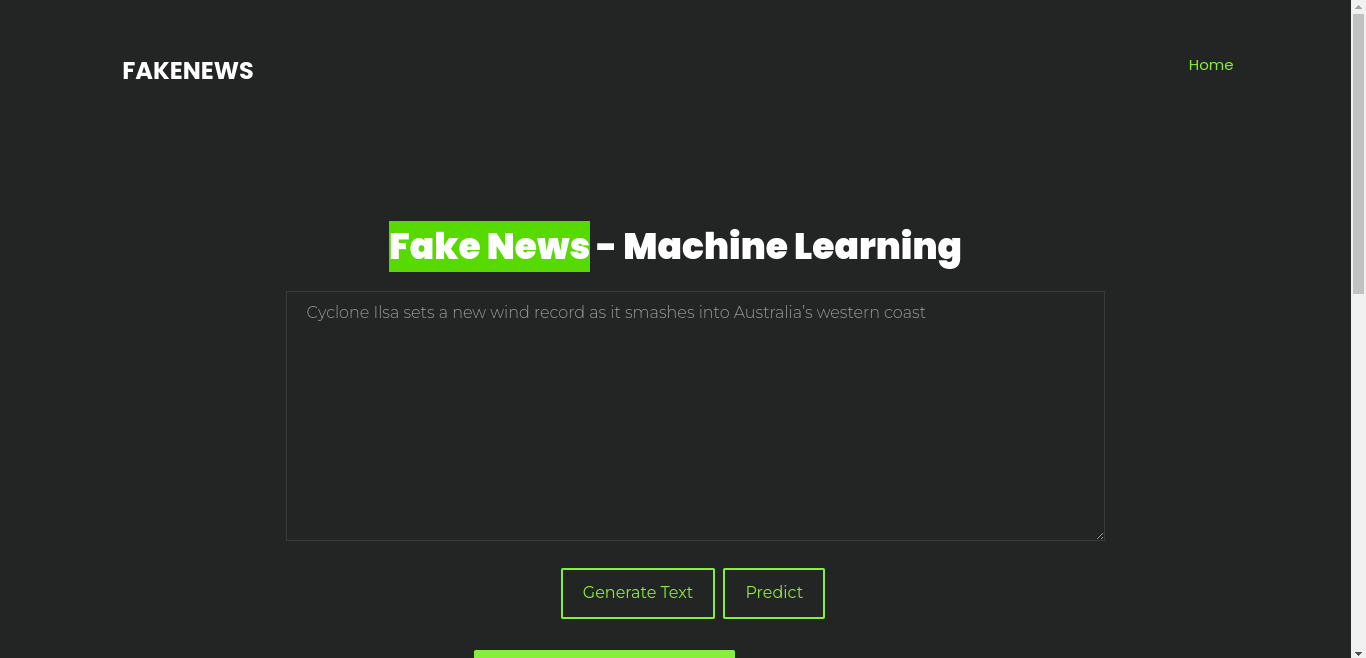 FAKENEWS
Home
Fake News - Machine Learning
Cyclone Ilsa sets a new wind record as it smashes into Australia’s western coast
Generate Text
Predict